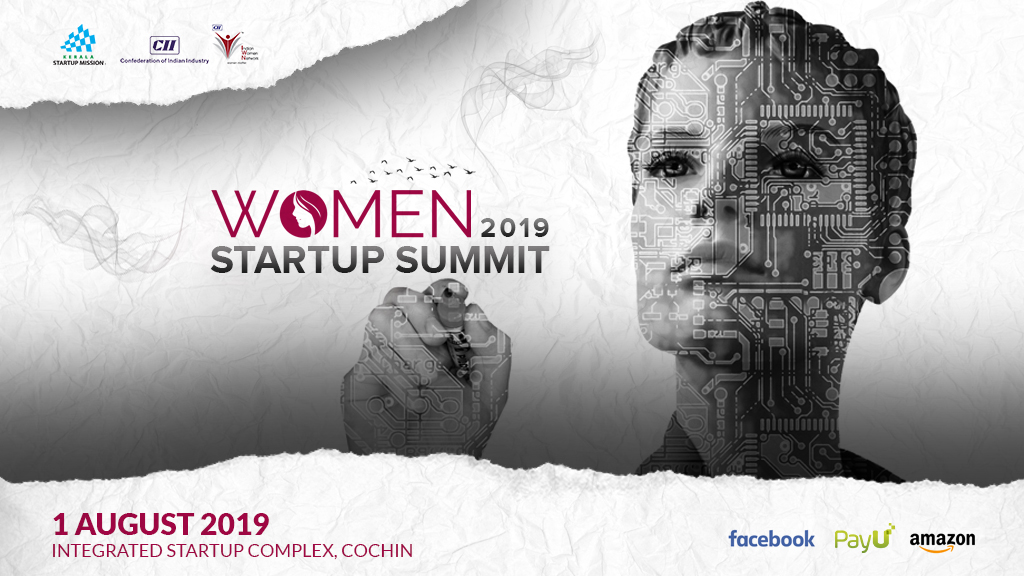 KERALA
STARTUP MISSION
CII
Confederation of Indian Industry
CII
Indian
Women
Network
WOMEN 2019
STARTUP SUMMIT
1 AUGUST 2019
INTEGRATED STARTUP COMPLEX, COCHIN
facebook
PayU
amazon